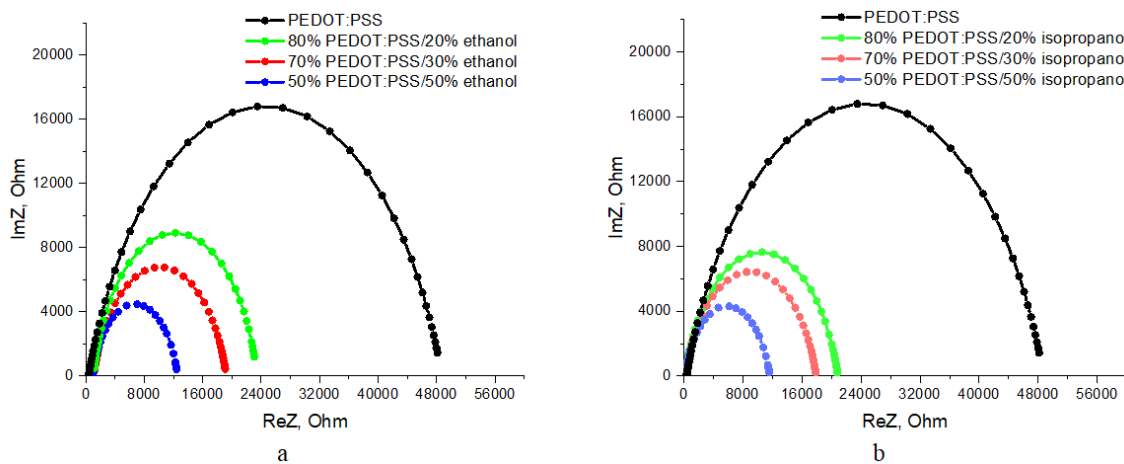 a
PEDOT:PSS
80% PEDOT:PSS/20% ethanol
70% PEDOT:PSS/30% ethanol
50% PEDOT:PSS/50% ethanol
20000
16000
12000
8000
4000
0
ImZ, Ohm
0 8000 16000 24000 32000 40000 48000 56000
ReZ, Ohm
a
b
PEDOT:PSS
80% PEDOT:PSS/20% isopropano
70% PEDOT:PSS/30% isopropano
50% PEDOT:PSS/50% isopropano
20000
16000
12000
8000
4000
0
ImZ, Ohm
0 8000 16000 24000 32000 40000 48000 56000
ReZ, Ohm
b